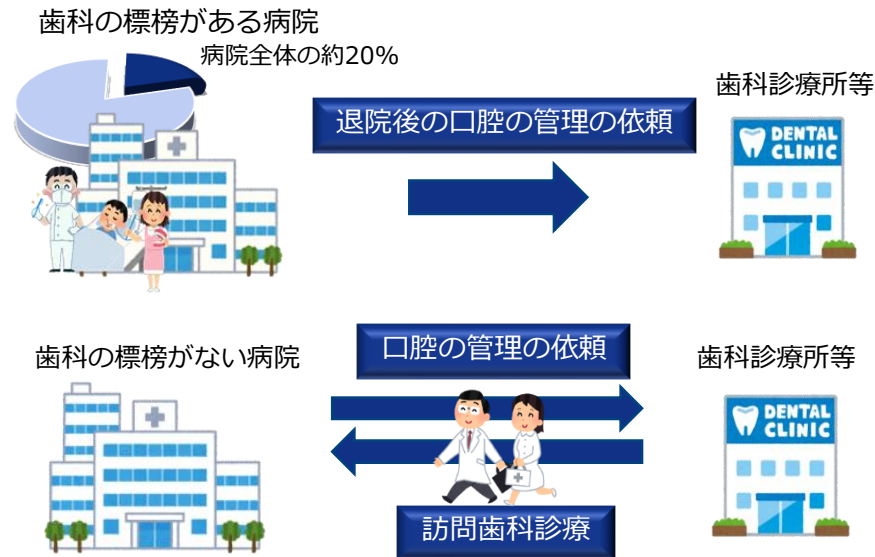 歯科の標榜がある病院
病院全体の約20%
歯科診療所等
退院後の口腔の管理の依頼
DENTAL
CLINIC
歯科の標榜がない病院
口腔の管理の依頼
歯科診療所等
DENTAL
CLINIC
訪問歯科診療